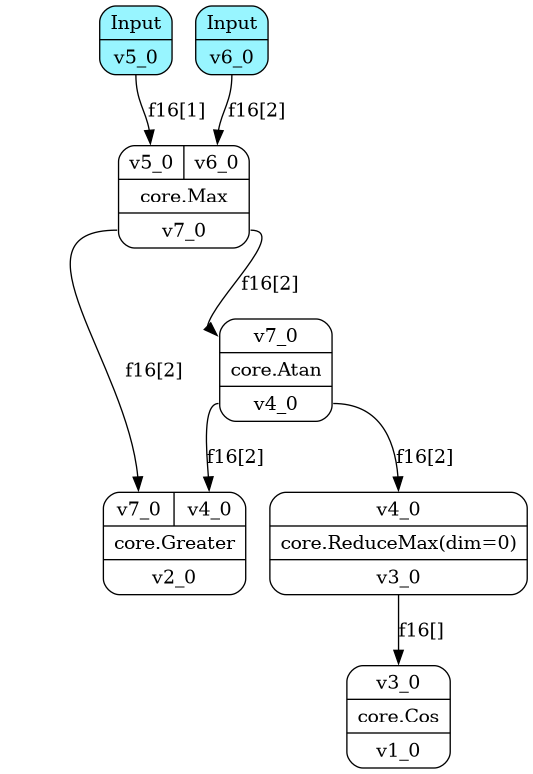 Input Input
v5_0 v6_0
f16[1] f16[2]
v5_0 v6_0
core.Max
v7_0
f16[2]
v7_0
f16[2] core.Atan
v4_0
f16[2] f16[2]
v7_0 v4_0 v4_0
core.Greater core.ReduceMax(dim=0)
v2_0 v3_0
f16[]
v3_0
core.Cos
v1_0